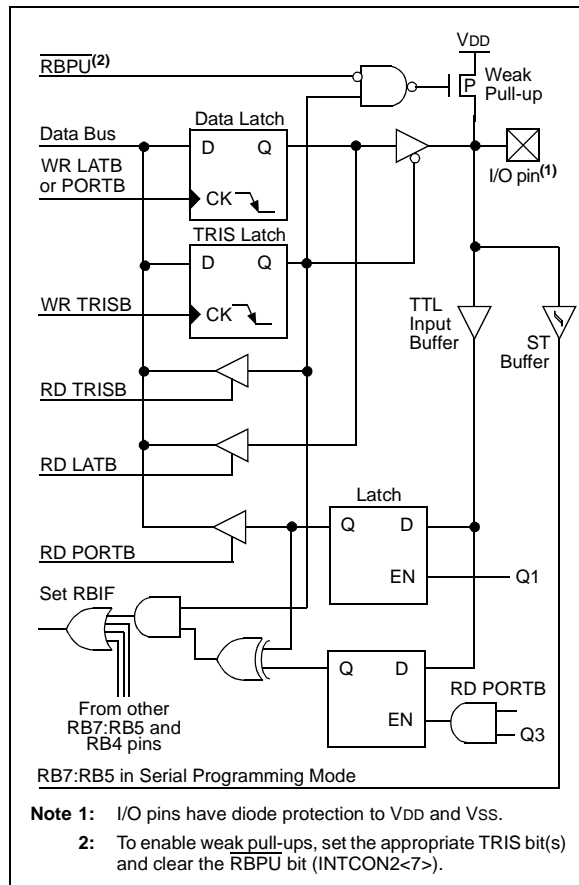 VDD
RBPU(2)
Weak
Pull-up
P
Data Bus
Data Latch
D Q
I/O pin(1)
WR LATB
or PORTB
CK
TRIS Latch
D Q
WR TRISB
CK
TTL
Input
Buffer
ST
Buffer
RD TRISB
RD LATB
Latch
Q D
RD PORTB
EN
Q1
Set RBIF
Q D
RD PORTB
EN
Q3
From other
RB7:RB5 and
RB4 pins
RB7:RB5 in Serial Programming Mode
Note 1: I/O pins have diode protection to VDD and VSS.
2: To enable weak pull-ups, set the appropriate TRIS bit(s)
and clear the RBPU bit (INTCON2<7>).